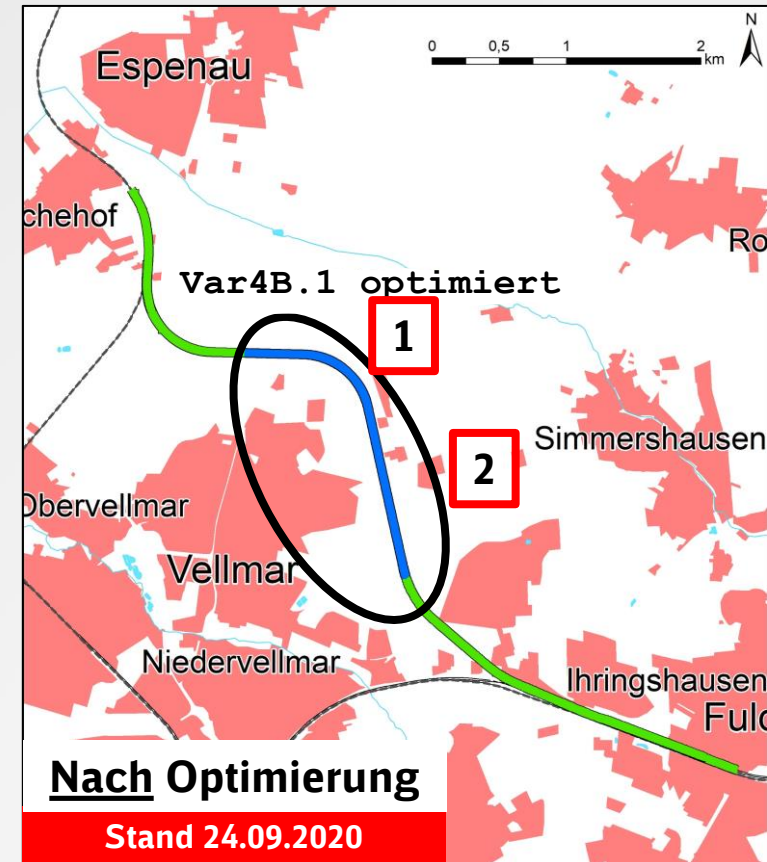 N
0 0,5 1 2
km
Espenau
chehof
Ro
Var4B.1 optimiert
1
2
Simmershausen
Obervellmar
Vellmar
Niedervellmar
Ihringshausen
Fuld
Nach Optimierung
Stand 24.09.2020